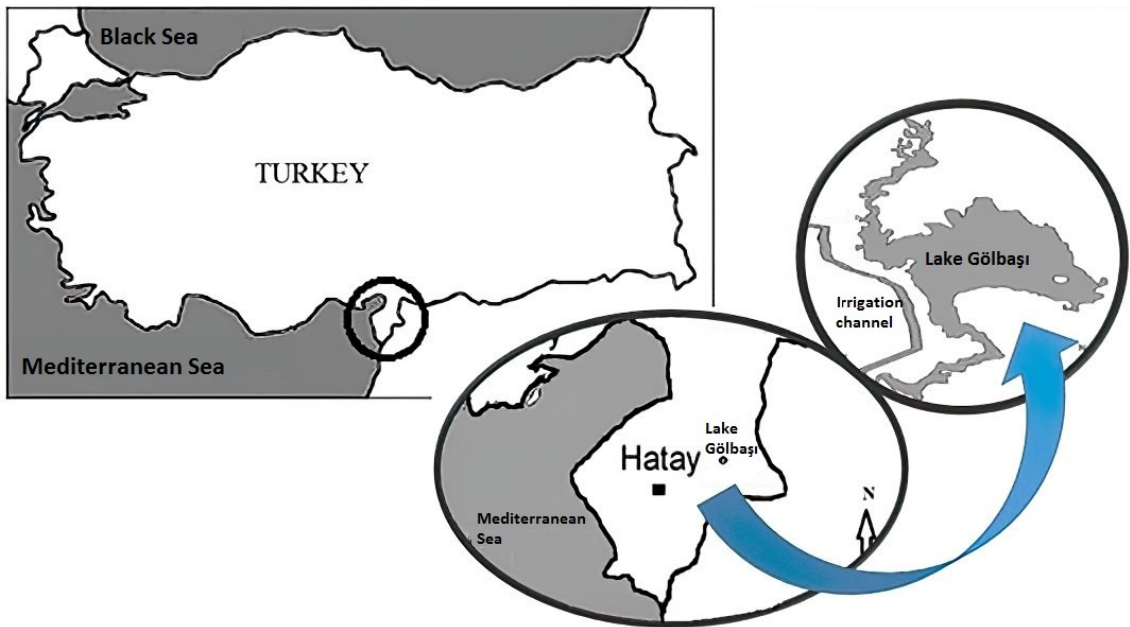 Black Sea
TURKEY
Mediterranean Sea
Lake Gölbaşı
Irrigation
channel
Lake
Gölbaşı
Hatay
Mediterranean
Sea
N